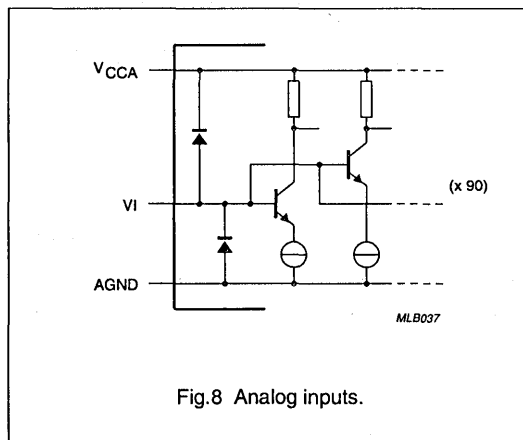 VCCA
VI
(x 90)
AGND
MLB037
Fig.8 Analog inputs.